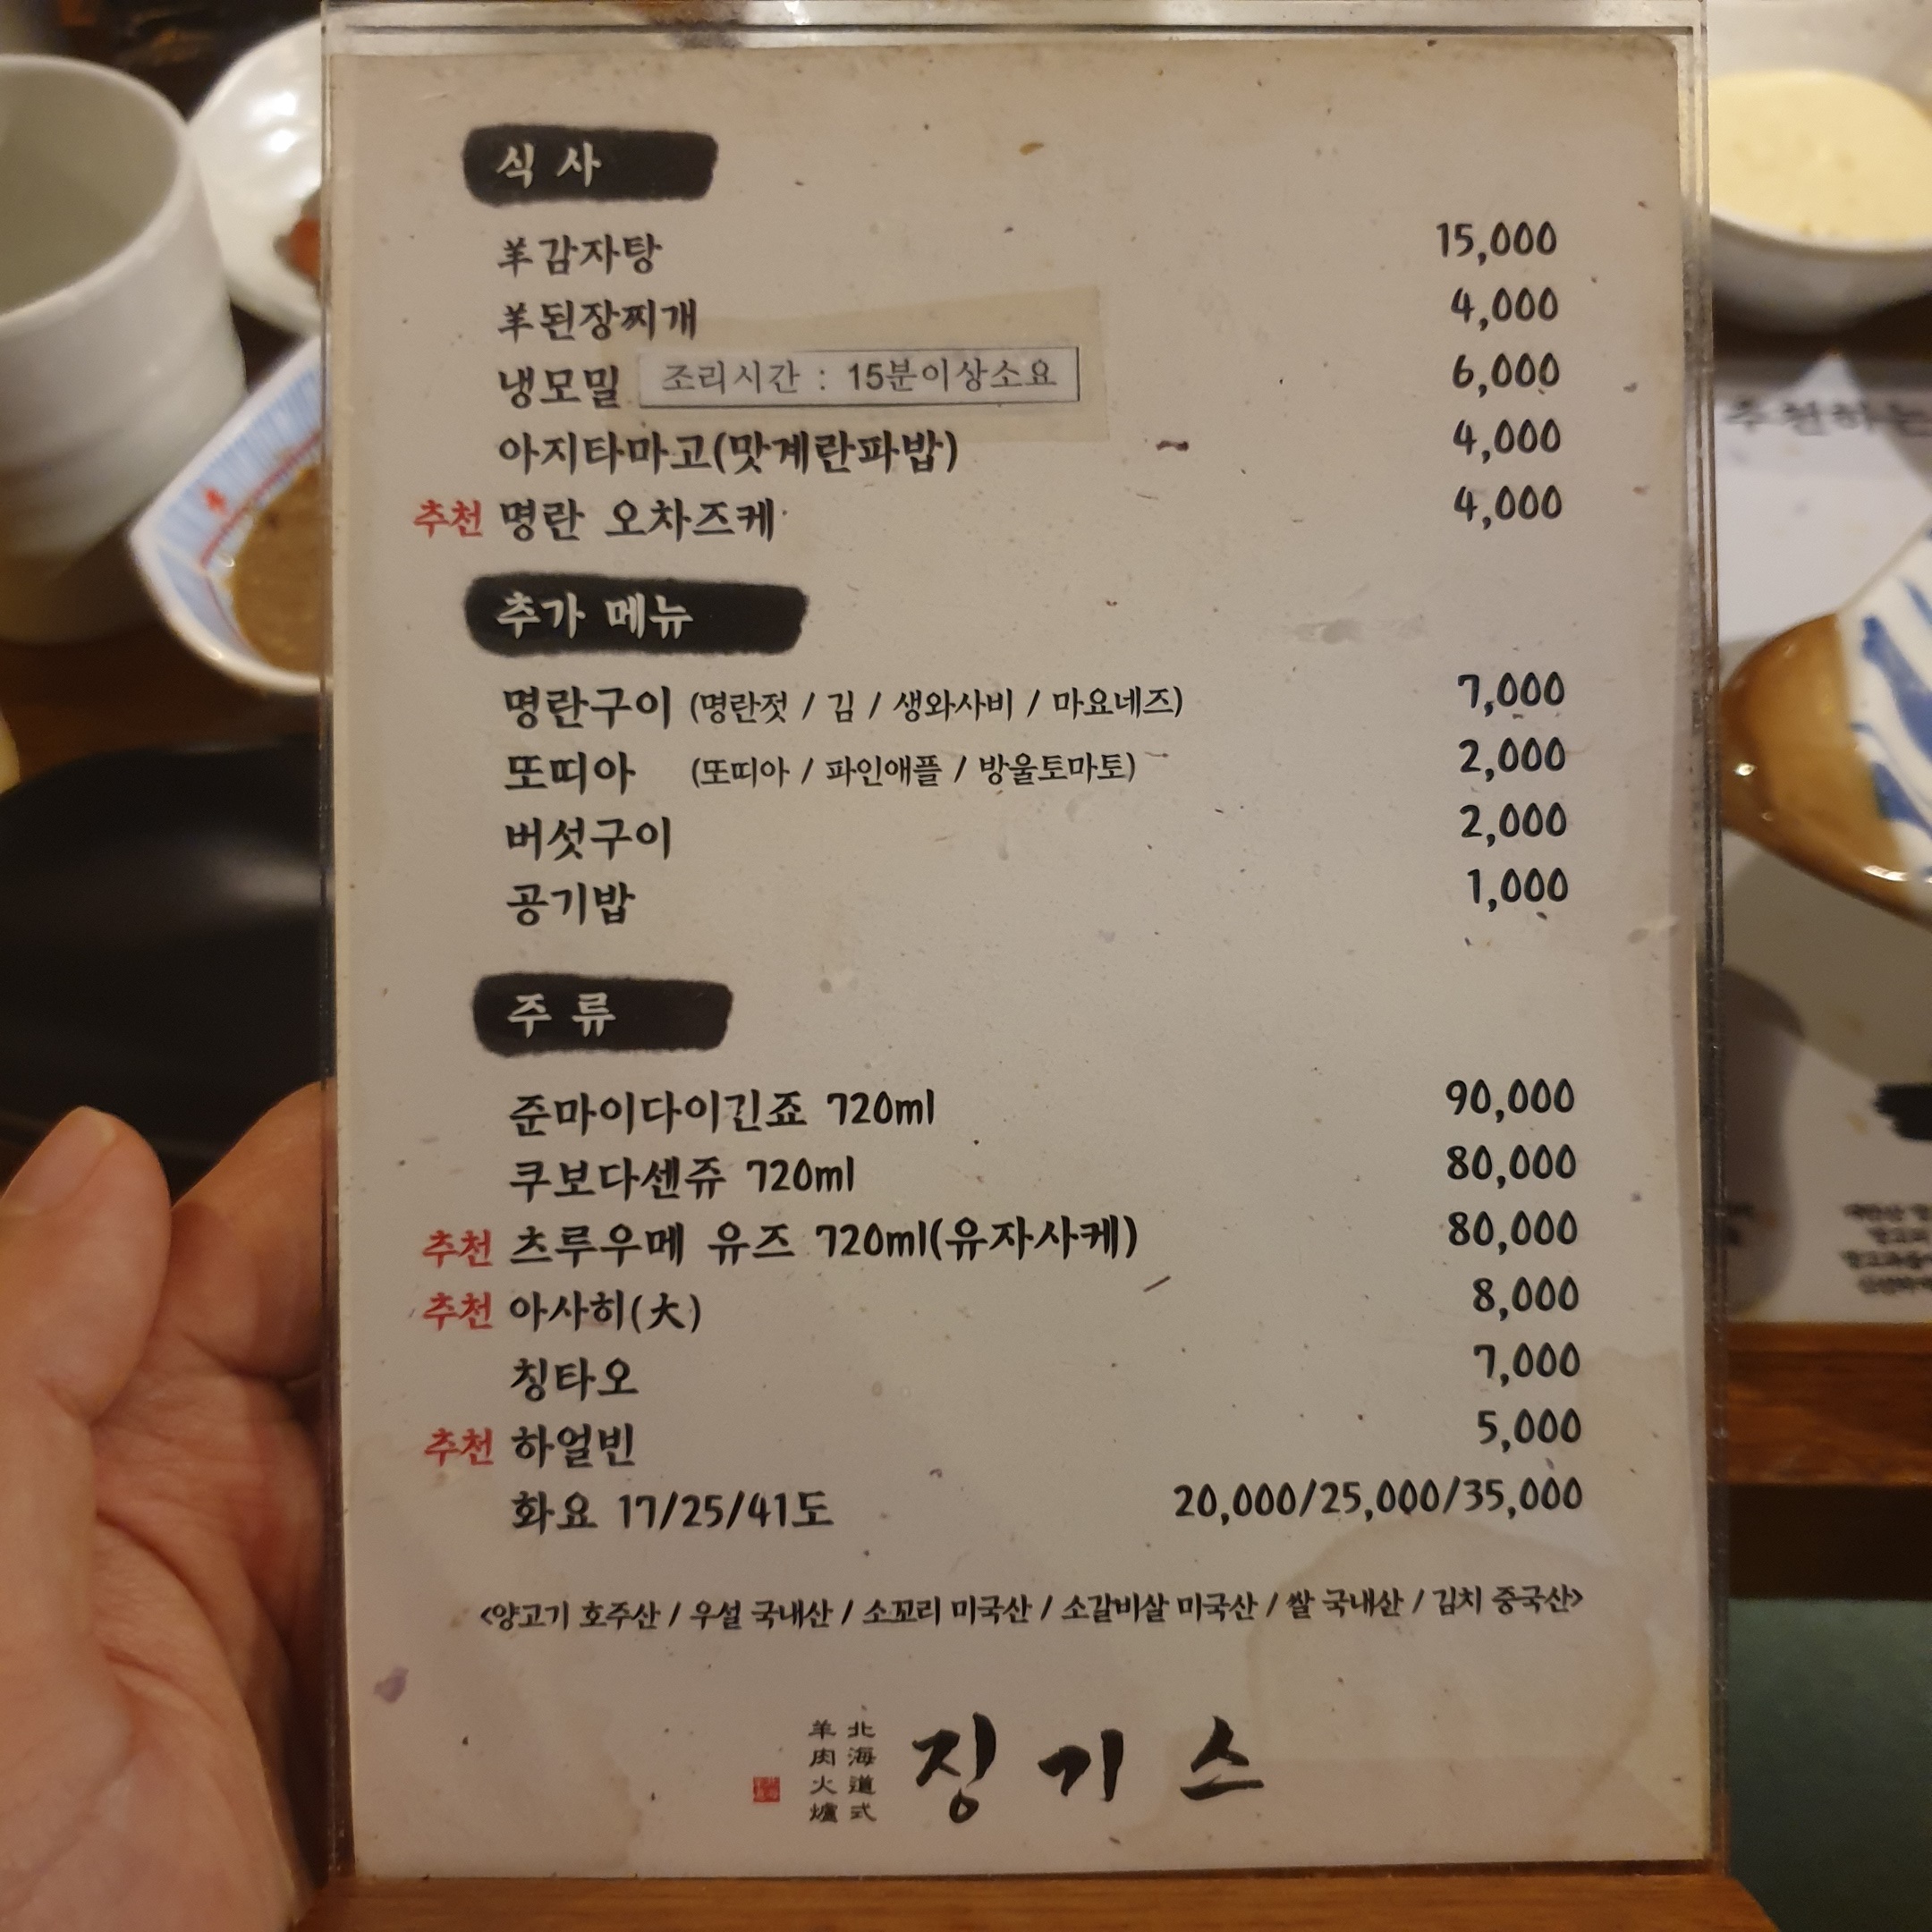 식 사
羊감자탕 15,000
羊된장찌개 4,000
냉모밀 조리시간 : 15분이상소요 6,000
아지타마고(맛계란파밥) 4,000
추천 명란 오차즈케 4,000
추가 메뉴
명란구이 (명란젓 / 김 / 생와사비 / 마요네즈) 7,000
또띠아 (또띠아 / 파인애플 / 방울토마토) 2,000
버섯구이 2,000
공기밥 1,000
주 류
준마이다이긴죠 720ml 90,000
쿠보다센쥬 720ml 80,000
추천 츠루우메 유즈 720ml(유자사케) 80,000
추천 아사히(大) 8,000
칭타오 7,000
추천 하얼빈 5,000
화요 17/25/41도 20,000/25,000/35,000
<양고기 호주산 / 우설 국내산 / 소꼬리 미국산 / 소갈비살 미국산 / 쌀 국내산 / 김치 중국산>
北海道式
羊肉火爐
징기스
추천하는